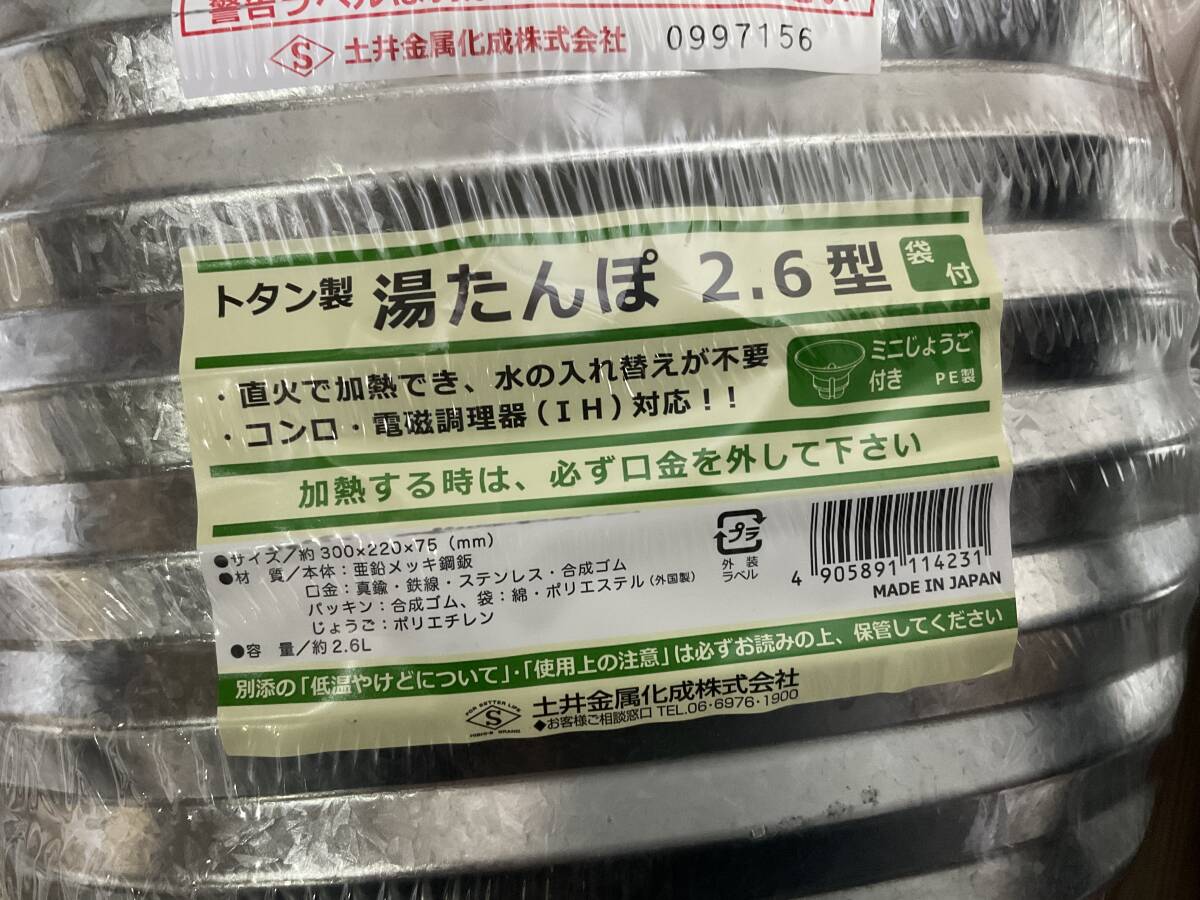 土井金属化成株式会社 0997156
トタン製 湯たんぽ 2.6型 袋付
・直火で加熱でき、水の入れ替えが不要
・コンロ・電磁調理器(IH)対応!!
ミニじょうご
付き PE製
加熱する時は、必ず口金を外して下さい
●サイズ/約300×220×75(mm)
●材 質/本体:亜鉛メッキ鋼鈑
口金:真鍮・鉄線・ステンレス・合成ゴム
パッキン:合成ゴム、袋:綿・ポリエステル(外国製)
じょうご:ポリエチレン
●容 量/約2.6L
プラ
外装
ラベル
4 905891 114231
MADE IN JAPAN
別添の「低温やけどについて」・「使用上の注意」は必ずお読みの上、保管してください
FOR BETTER LIFE
S
土井金属化成株式会社
◆お客様ご相談窓口 TEL.06・6976・1900